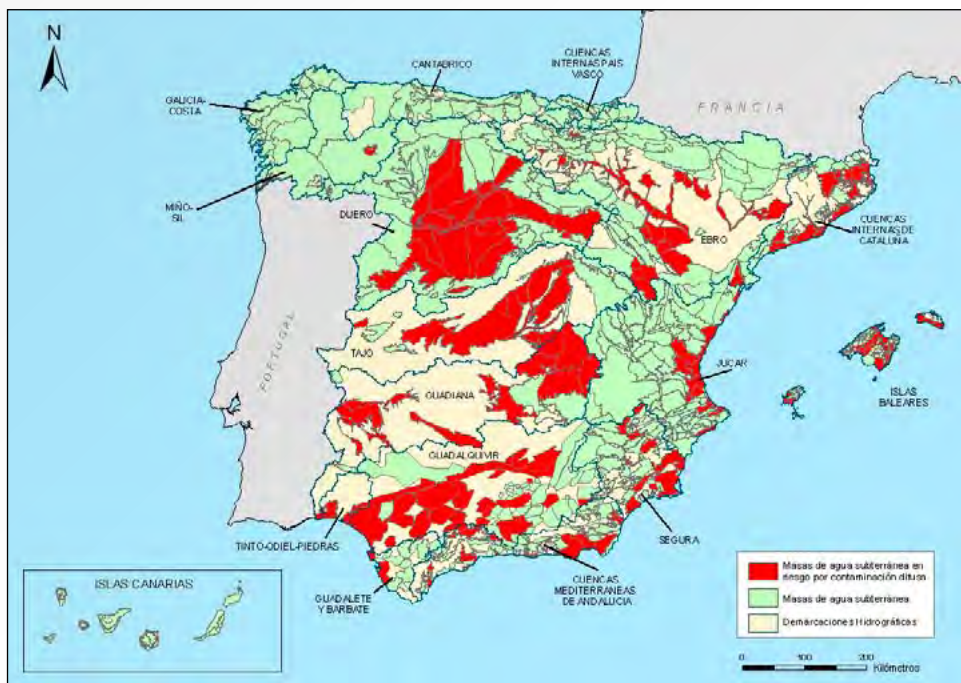 N
CANTABRICO
CUENCAS
INTERNAS PAIS
VASCO
GALICIA-
COSTA
FRANCIA
MIÑO-
SIL
DUERO
EBRO
CUENCAS
INTERNAS DE
CATALUNA
PORTUGAL
TAJO
JUCAR
ISLAS
BALEARES
GUADIANA
GUADALQUIVIR
TINTO-ODIEL-PIEDRAS
SEGURA
GUADALETE
Y BARBATE
CUENCAS
MEDITERRANEAS
DE ANDALUCIA
ISLAS CANARIAS
Masas de agua subterránea en
riesgo por contaminación difusa
Masas de agua subterránea
Demarcaciones Hidrográficas
0 100 200
Kilómetros